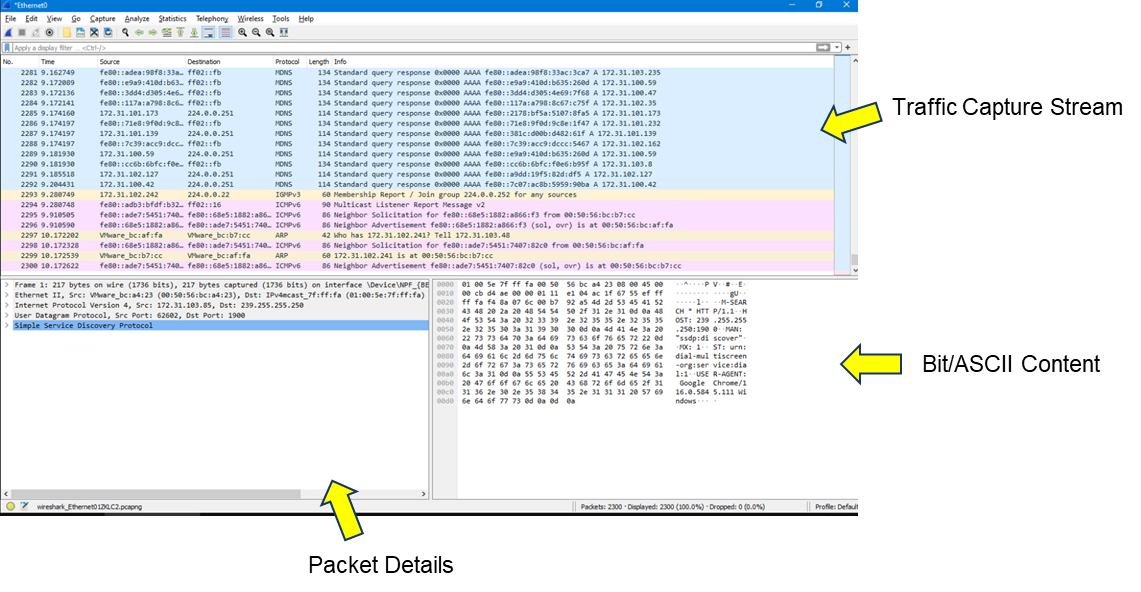 *Ethernet0
File Edit View Go Capture Analyze Statistics Telephony Wireless Tools Help
Apply a display filter ... <Ctrl-/>
No. Time Source Destination Protocol Length Info
2281 9.162749 fe80::adea:98f8:33a… ff02::fb MDNS 134 Standard query response 0x0000 AAAA fe80::adea:98f8:33ac:3ca7 A 172.31.103.235
2282 9.172089 fe80::e9a9:410d:b63… ff02::fb MDNS 134 Standard query response 0x0000 AAAA fe80::e9a9:410d:b635:260d A 172.31.100.59
2283 9.172136 fe80::3dd4:d305:4e6… ff02::fb MDNS 134 Standard query response 0x0000 AAAA fe80::3dd4:d305:4e69:7f68 A 172.31.100.47
2284 9.172141 fe80::117a:a798:8c6… ff02::fb MDNS 134 Standard query response 0x0000 AAAA fe80::117a:a798:8c67:c75f A 172.31.102.35
2285 9.174160 172.31.101.173 224.0.0.251 MDNS 114 Standard query response 0x0000 AAAA fe80::2178:bf5a:5107:8fa5 A 172.31.101.173
2286 9.174197 fe80::71e8:9f0d:9c8… ff02::fb MDNS 134 Standard query response 0x0000 AAAA fe80::71e8:9f0d:9c8e:1f47 A 172.31.101.232
2287 9.174197 172.31.101.139 224.0.0.251 MDNS 114 Standard query response 0x0000 AAAA fe80::381c:d00b:d482:61f A 172.31.101.139
2288 9.174197 fe80::7c39:acc9:dcc… ff02::fb MDNS 134 Standard query response 0x0000 AAAA fe80::7c39:acc9:dccc:5467 A 172.31.102.162
2289 9.181930 172.31.100.59 224.0.0.251 MDNS 114 Standard query response 0x0000 AAAA fe80::e9a9:410d:b635:260d A 172.31.100.59
2290 9.181930 fe80::cc6b:6bfc:f0e… ff02::fb MDNS 134 Standard query response 0x0000 AAAA fe80::cc6b:6bfc:f0e6:b95f A 172.31.103.8
2291 9.185518 172.31.102.127 224.0.0.251 MDNS 114 Standard query response 0x0000 AAAA fe80::a9dd:19f5:82d:df5 A 172.31.102.127
2292 9.204431 172.31.100.42 224.0.0.251 MDNS 114 Standard query response 0x0000 AAAA fe80::7c07:ac8b:5959:90ba A 172.31.100.42
2293 9.280749 172.31.102.242 224.0.0.22 IGMPv3 60 Membership Report / Join group 224.0.0.252 for any sources
2294 9.280748 fe80::adb3:bfdf:b32… ff02::16 ICMPv6 90 Multicast Listener Report Message v2
2295 9.910505 fe80::ade7:5451:740… fe80::68e5:1882:a86… ICMPv6 86 Neighbor Solicitation for fe80::68e5:1882:a866:f3 from 00:50:56:bc:b7:cc
2296 9.910590 fe80::68e5:1882:a86… fe80::ade7:5451:740… ICMPv6 86 Neighbor Advertisement fe80::68e5:1882:a866:f3 (sol, ovr) is at 00:50:56:bc:af:fa
2297 10.172202 VMware_bc:af:fa VMware_bc:b7:cc ARP 42 Who has 172.31.102.241? Tell 172.31.103.48
2298 10.172328 fe80::68e5:1882:a86… fe80::ade7:5451:740… ICMPv6 86 Neighbor Solicitation for fe80::ade7:5451:7407:82c0 from 00:50:56:bc:af:fa
2299 10.172539 VMware_bc:b7:cc VMware_bc:af:fa ARP 60 172.31.102.241 is at 00:50:56:bc:b7:cc
2300 10.172622 fe80::ade7:5451:740… fe80::68e5:1882:a86… ICMPv6 86 Neighbor Advertisement fe80::ade7:5451:7407:82c0 (sol, ovr) is at 00:50:56:bc:b7:cc
Traffic Capture Stream
Frame 1: 217 bytes on wire (1736 bits), 217 bytes captured (1736 bits) on interface \Device\NPF_{BE
Ethernet II, Src: VMware_bc:a4:23 (00:50:56:bc:a4:23), Dst: IPv4mcast_7f:ff:fa (01:00:5e:7f:ff:fa)
Internet Protocol Version 4, Src: 172.31.103.85, Dst: 239.255.255.250
User Datagram Protocol, Src Port: 62602, Dst Port: 1900
Simple Service Discovery Protocol
0000 01 00 5e 7f ff fa 00 50 56 bc a4 23 08 00 45 00 ··^····P V··#··E·
0010 00 cb d4 ae 00 00 01 11 e1 04 ac 1f 67 55 ef ff ········ ····gU··
0020 ff fa f4 8a 07 6c 00 b7 92 a5 4d 2d 53 45 41 52 ·····l·· ··M-SEAR
0030 43 48 20 2a 20 48 54 54 50 2f 31 2e 31 0d 0a 48 CH * HTT P/1.1··H
0040 4f 53 54 3a 20 32 33 39 2e 32 35 35 2e 32 35 35 OST: 239 .255.255
0050 2e 32 35 30 3a 31 39 30 30 0d 0a 4d 41 4e 3a 20 .250:190 0··MAN:
0060 22 73 73 64 70 3a 64 69 73 63 6f 76 65 72 22 0d "ssdp:di scover"·
0070 0a 4d 58 3a 20 31 0d 0a 53 54 3a 20 75 72 6e 3a ·MX: 1·· ST: urn:
0080 64 69 61 6c 2d 6d 75 6c 74 69 73 63 72 65 65 6e dial-mul tiscreen
0090 2d 6f 72 67 3a 73 65 72 76 69 63 65 3a 64 69 61 -org:ser vice:dia
00a0 6c 3a 31 0d 0a 55 53 45 52 2d 41 47 45 4e 54 3a l:1··USE R-AGENT:
00b0 20 47 6f 6f 67 6c 65 20 43 68 72 6f 6d 65 2f 31 Google Chrome/1
00c0 31 36 2e 30 2e 35 38 34 35 2e 31 31 31 20 57 69 16.0.584 5.111 Wi
00d0 6e 64 6f 77 73 0d 0a 0d 0a ndows··· ·
Bit/ASCII Content
wireshark_Ethernet01ZKLC2.pcapng Packets: 2300 · Displayed: 2300 (100.0%) · Dropped: 0 (0.0%) Profile: Default
Packet Details